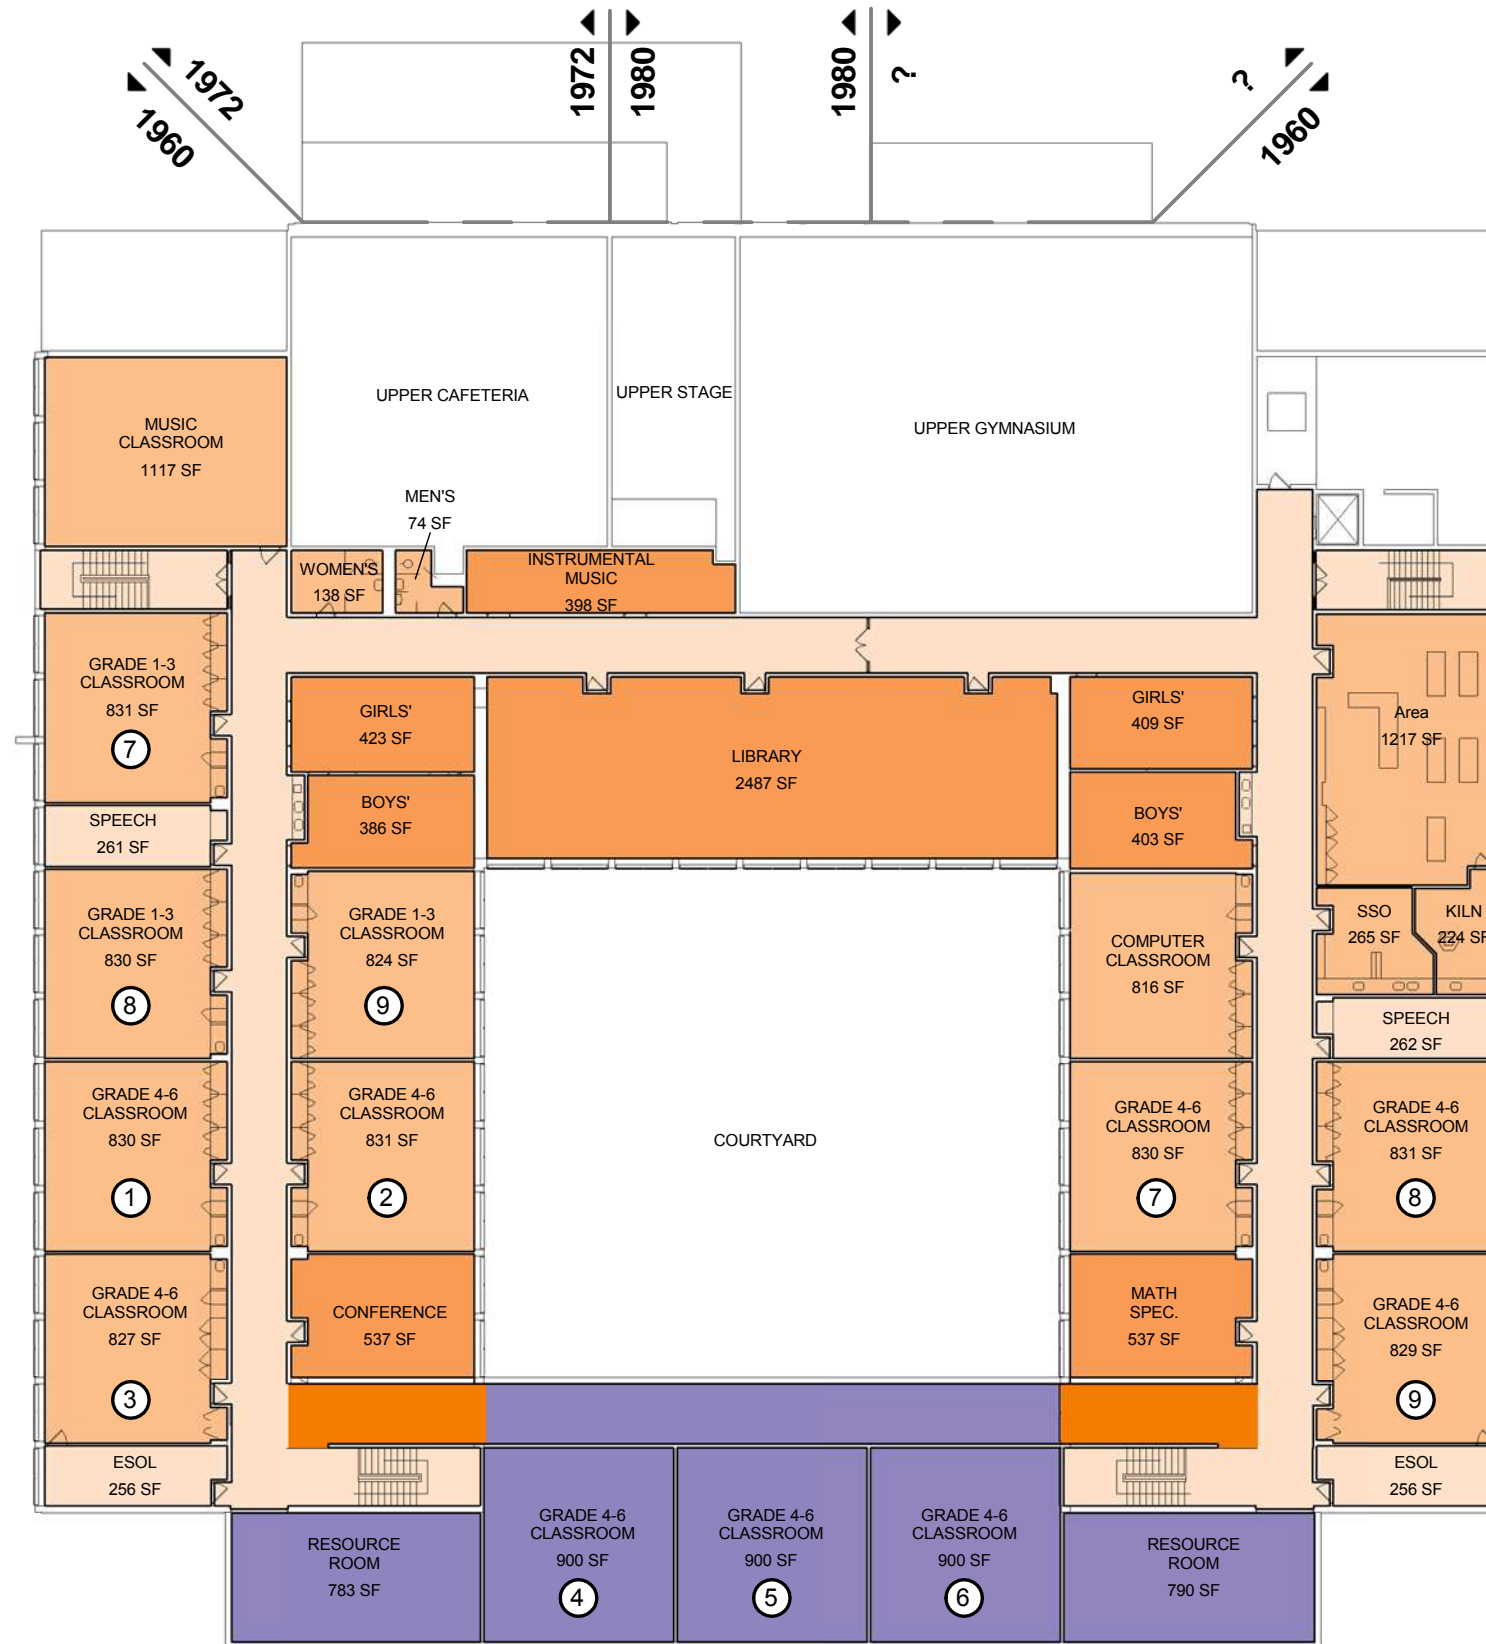 1972
1960
1972
1980
1980
?
?
1960
UPPER CAFETERIA
UPPER STAGE
UPPER GYMNASIUM
MUSIC
CLASSROOM
1117 SF
MEN'S
74 SF
WOMEN'S
138 SF
INSTRUMENTAL
MUSIC
398 SF
GRADE 1-3
CLASSROOM
831 SF
7
GIRLS'
423 SF
LIBRARY
2487 SF
GIRLS'
409 SF
Area
1217 SF
SPEECH
261 SF
BOYS'
386 SF
BOYS'
403 SF
GRADE 1-3
CLASSROOM
830 SF
8
GRADE 1-3
CLASSROOM
824 SF
9
COMPUTER
CLASSROOM
816 SF
SSO
265 SF
KILN
224 SF
SPEECH
262 SF
GRADE 4-6
CLASSROOM
830 SF
1
GRADE 4-6
CLASSROOM
831 SF
2
COURTYARD
GRADE 4-6
CLASSROOM
830 SF
7
GRADE 4-6
CLASSROOM
831 SF
8
GRADE 4-6
CLASSROOM
827 SF
3
CONFERENCE
537 SF
MATH
SPEC.
537 SF
GRADE 4-6
CLASSROOM
829 SF
9
ESOL
256 SF
ESOL
256 SF
RESOURCE
ROOM
783 SF
GRADE 4-6
CLASSROOM
900 SF
4
GRADE 4-6
CLASSROOM
900 SF
5
GRADE 4-6
CLASSROOM
900 SF
6
RESOURCE
ROOM
790 SF